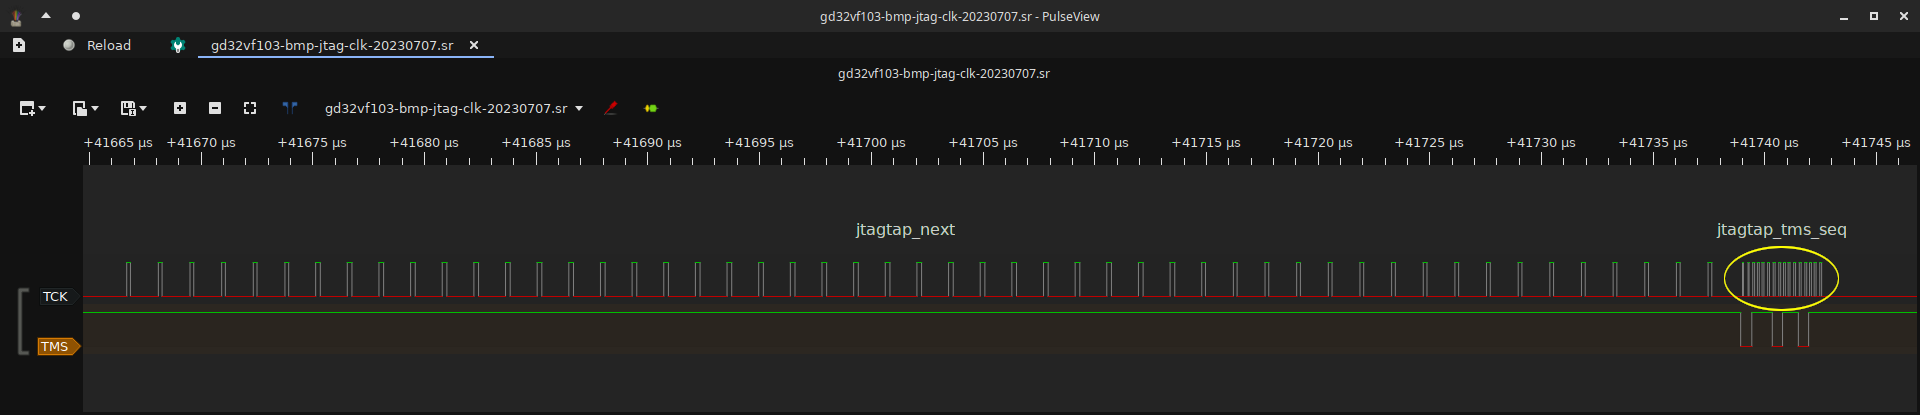 gd32vf103-bmp-jtag-clk-20230707.sr - PulseView
Reload gd32vf103-bmp-jtag-clk-20230707.sr
gd32vf103-bmp-jtag-clk-20230707.sr
gd32vf103-bmp-jtag-clk-20230707.sr
+41665 µs +41670 µs +41675 µs +41680 µs +41685 µs +41690 µs +41695 µs +41700 µs +41705 µs +41710 µs +41715 µs +41720 µs +41725 µs +41730 µs +41735 µs +41740 µs +41745 µs
jtagtap_next jtagtap_tms_seq
TCK
TMS